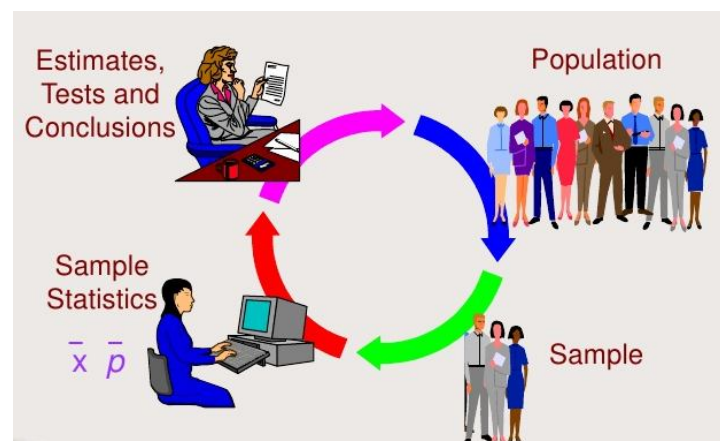 Estimates,
Tests and
Conclusions
Population
Sample
Statistics
x̄ p̄
Sample